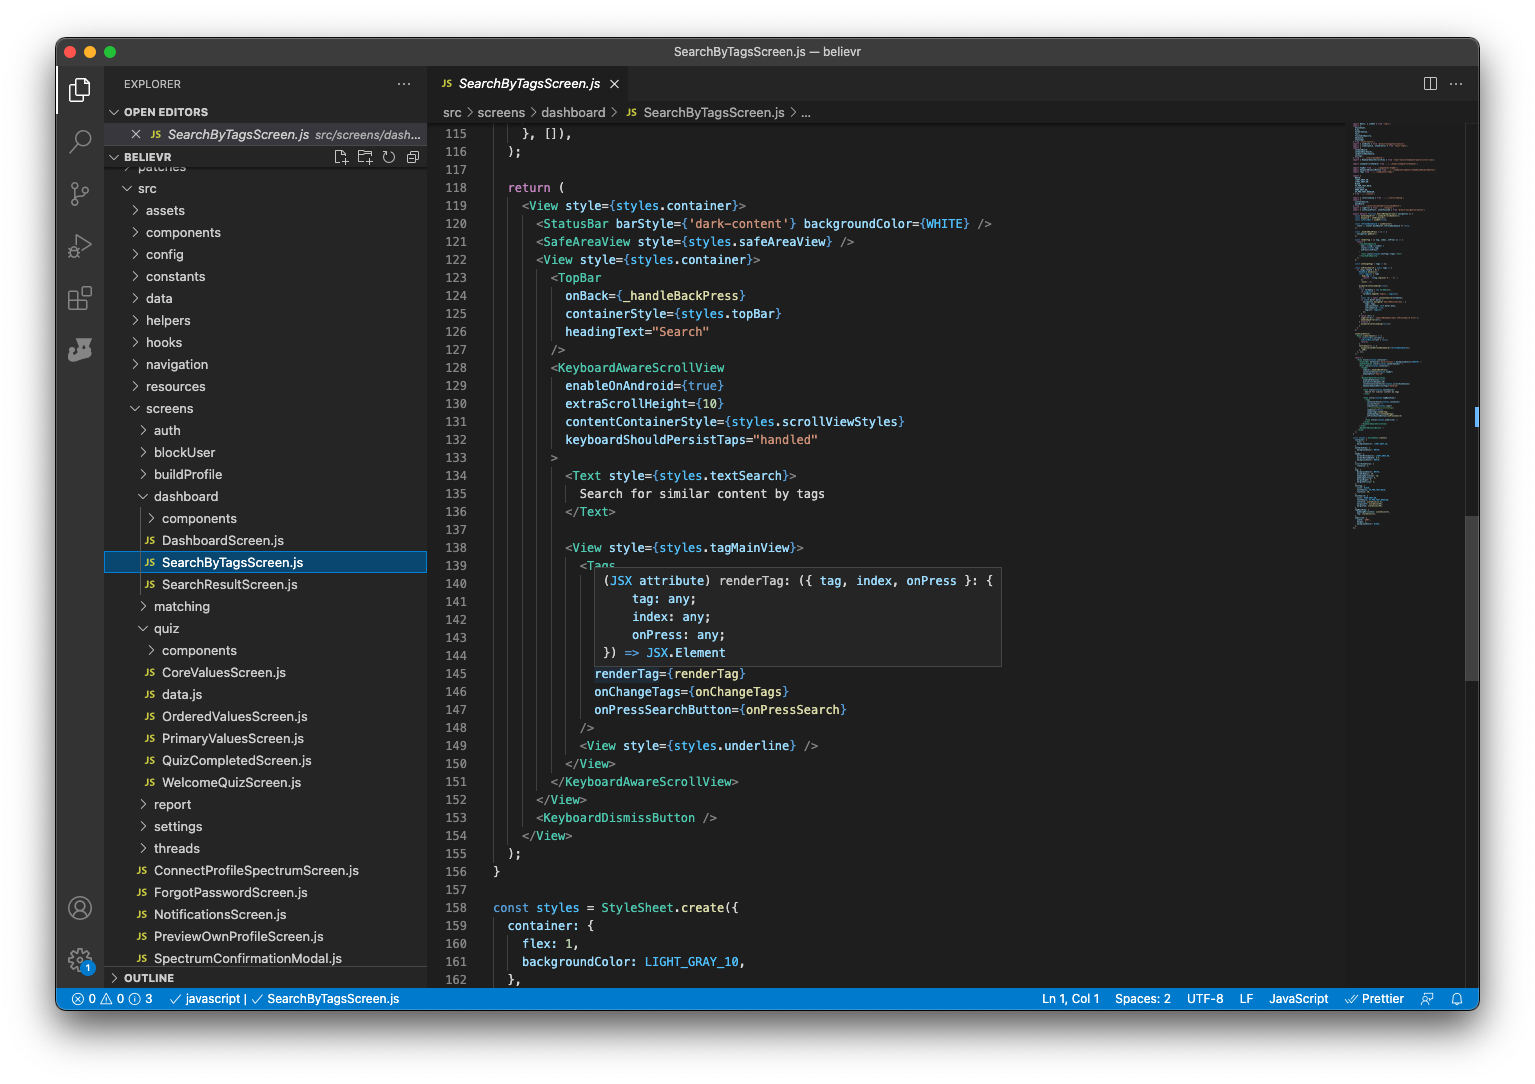 SearchByTagsScreen.js — believr
EXPLORER
OPEN EDITORS
JS SearchByTagsScreen.js src/screens/dash...
BELIEVR
patches
src
assets
components
config
constants
data
helpers
hooks
navigation
resources
screens
auth
blockUser
buildProfile
dashboard
components
JS DashboardScreen.js
JS SearchByTagsScreen.js
JS SearchResultScreen.js
matching
quiz
components
JS CoreValuesScreen.js
JS data.js
JS OrderedValuesScreen.js
JS PrimaryValuesScreen.js
JS QuizCompletedScreen.js
JS WelcomeQuizScreen.js
report
settings
threads
JS ConnectProfileSpectrumScreen.js
JS ForgotPasswordScreen.js
JS NotificationsScreen.js
JS PreviewOwnProfileScreen.js
JS SpectrumConfirmationModal.js
OUTLINE
1
JS SearchByTagsScreen.js
src > screens > dashboard > JS SearchByTagsScreen.js > ...
115 }, []),
116 );
117
118 return (
119 <View style={styles.container}>
120 <StatusBar barStyle={'dark-content'} backgroundColor={WHITE} />
121 <SafeAreaView style={styles.safeAreaView} />
122 <View style={styles.container}>
123 <TopBar
124 onBack={_handleBackPress}
125 containerStyle={styles.topBar}
126 headingText="Search"
127 />
128 <KeyboardAwareScrollView
129 enableOnAndroid={true}
130 extraScrollHeight={10}
131 contentContainerStyle={styles.scrollViewStyles}
132 keyboardShouldPersistTaps="handled"
133 >
134 <Text style={styles.textSearch}>
135 Search for similar content by tags
136 </Text>
137
138 <View style={styles.tagMainView}>
139 <Tags
140 (JSX attribute) renderTag: ({ tag, index, onPress }: {
141 tag: any;
142 index: any;
143 onPress: any;
144 }) => JSX.Element
145 renderTag={renderTag}
146 onChangeTags={onChangeTags}
147 onPressSearchButton={onPressSearch}
148 />
149 <View style={styles.underline} />
150 </View>
151 </KeyboardAwareScrollView>
152 </View>
153 <KeyboardDismissButton />
154 </View>
155 );
156 }
157
158 const styles = StyleSheet.create({
159 container: {
160 flex: 1,
161 backgroundColor: LIGHT_GRAY_10,
162 },
0 0 3 javascript | SearchByTagsScreen.js
Ln 1, Col 1 Spaces: 2 UTF-8 LF JavaScript Prettier